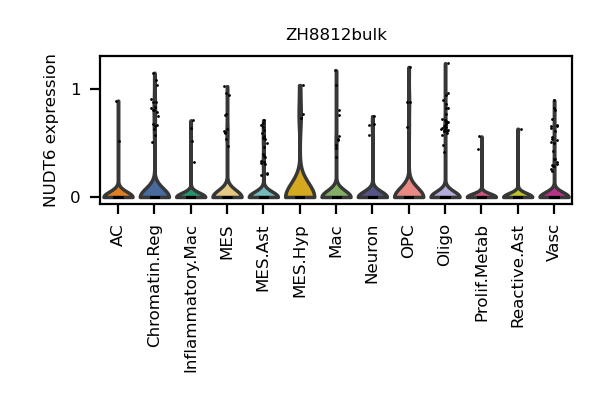 ZH8812bulk
NUDT6 expression
1
0
AC
Chromatin.Reg
Inflammatory.Mac
MES
MES.Ast
MES.Hyp
Mac
Neuron
OPC
Oligo
Prolif.Metab
Reactive.Ast
Vasc